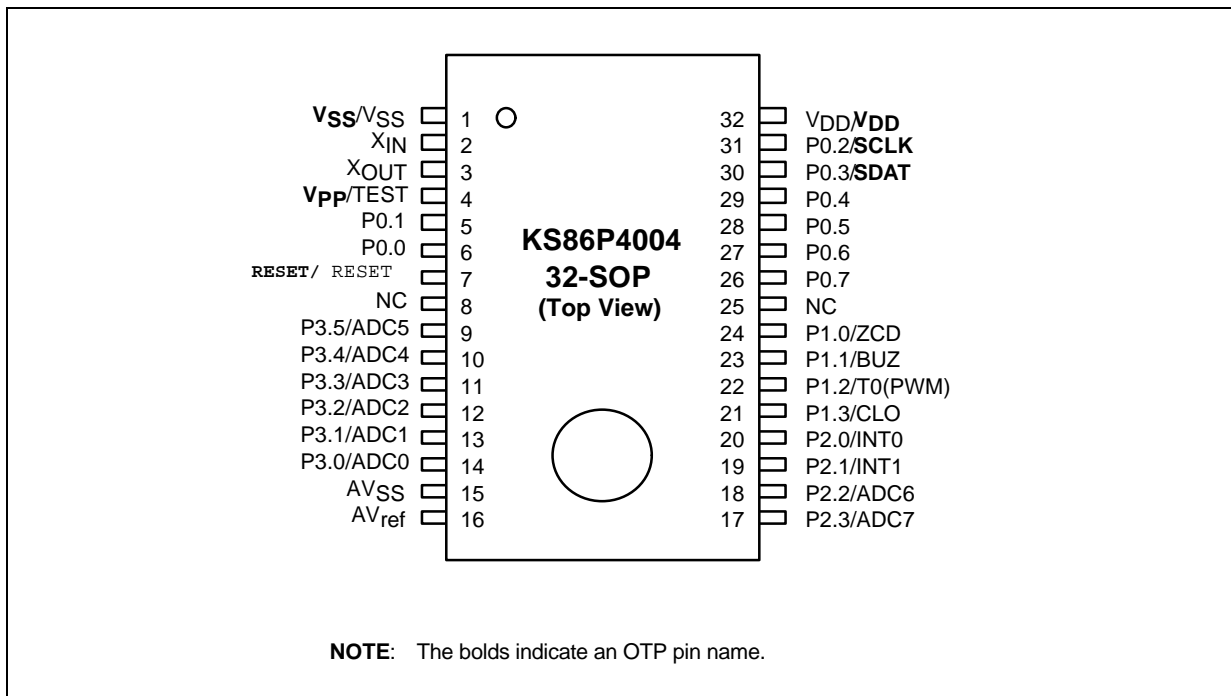 VSS/VSS 1 32 VDD/VDD
XIN 2 31 P0.2/SCLK
XOUT 3 30 P0.3/SDAT
VPP/TEST 4 29 P0.4
P0.1 5 28 P0.5
P0.0 6 27 P0.6
RESET/ RESET 7 26 P0.7
NC 8 25 NC
P3.5/ADC5 9 24 P1.0/ZCD
P3.4/ADC4 10 23 P1.1/BUZ
P3.3/ADC3 11 22 P1.2/T0(PWM)
P3.2/ADC2 12 21 P1.3/CLO
P3.1/ADC1 13 20 P2.0/INT0
P3.0/ADC0 14 19 P2.1/INT1
AVSS 15 18 P2.2/ADC6
AVref 16 17 P2.3/ADC7
KS86P4004
32-SOP
(Top View)
NOTE: The bolds indicate an OTP pin name.